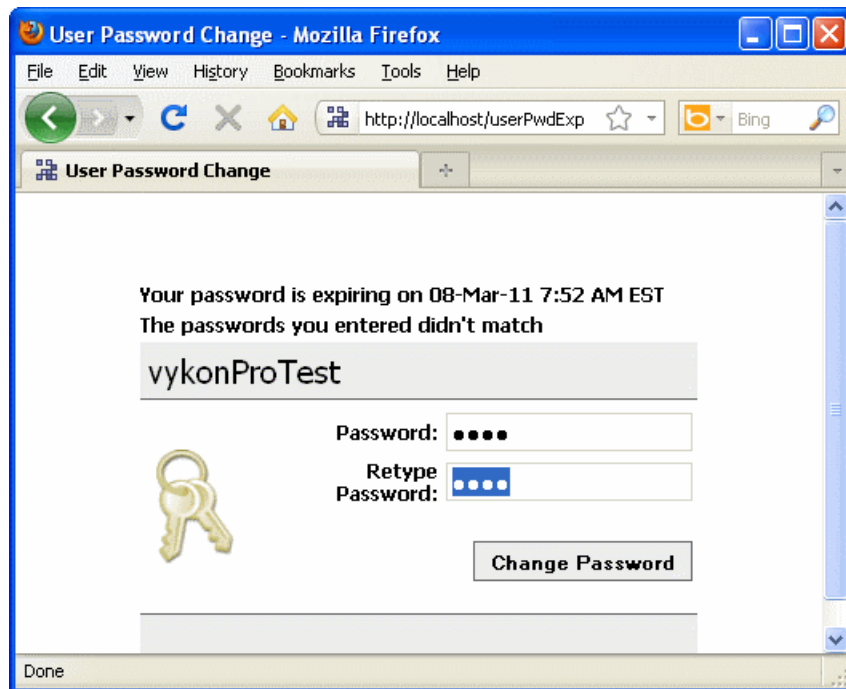 User Password Change - Mozilla Firefox
File Edit View History Bookmarks Tools Help
http://localhost/userPwdExp Bing
User Password Change
Your password is expiring on 08-Mar-11 7:52 AM EST
The passwords you entered didn't match
vykonProTest
Password: ●●●●
Retype
Password: ●●●●
Change Password
Done